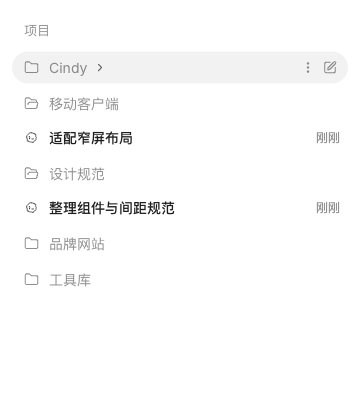 项目
Cindy
移动客户端
适配窄屏布局 刚刚
设计规范
整理组件与间距规范 刚刚
品牌网站
工具库